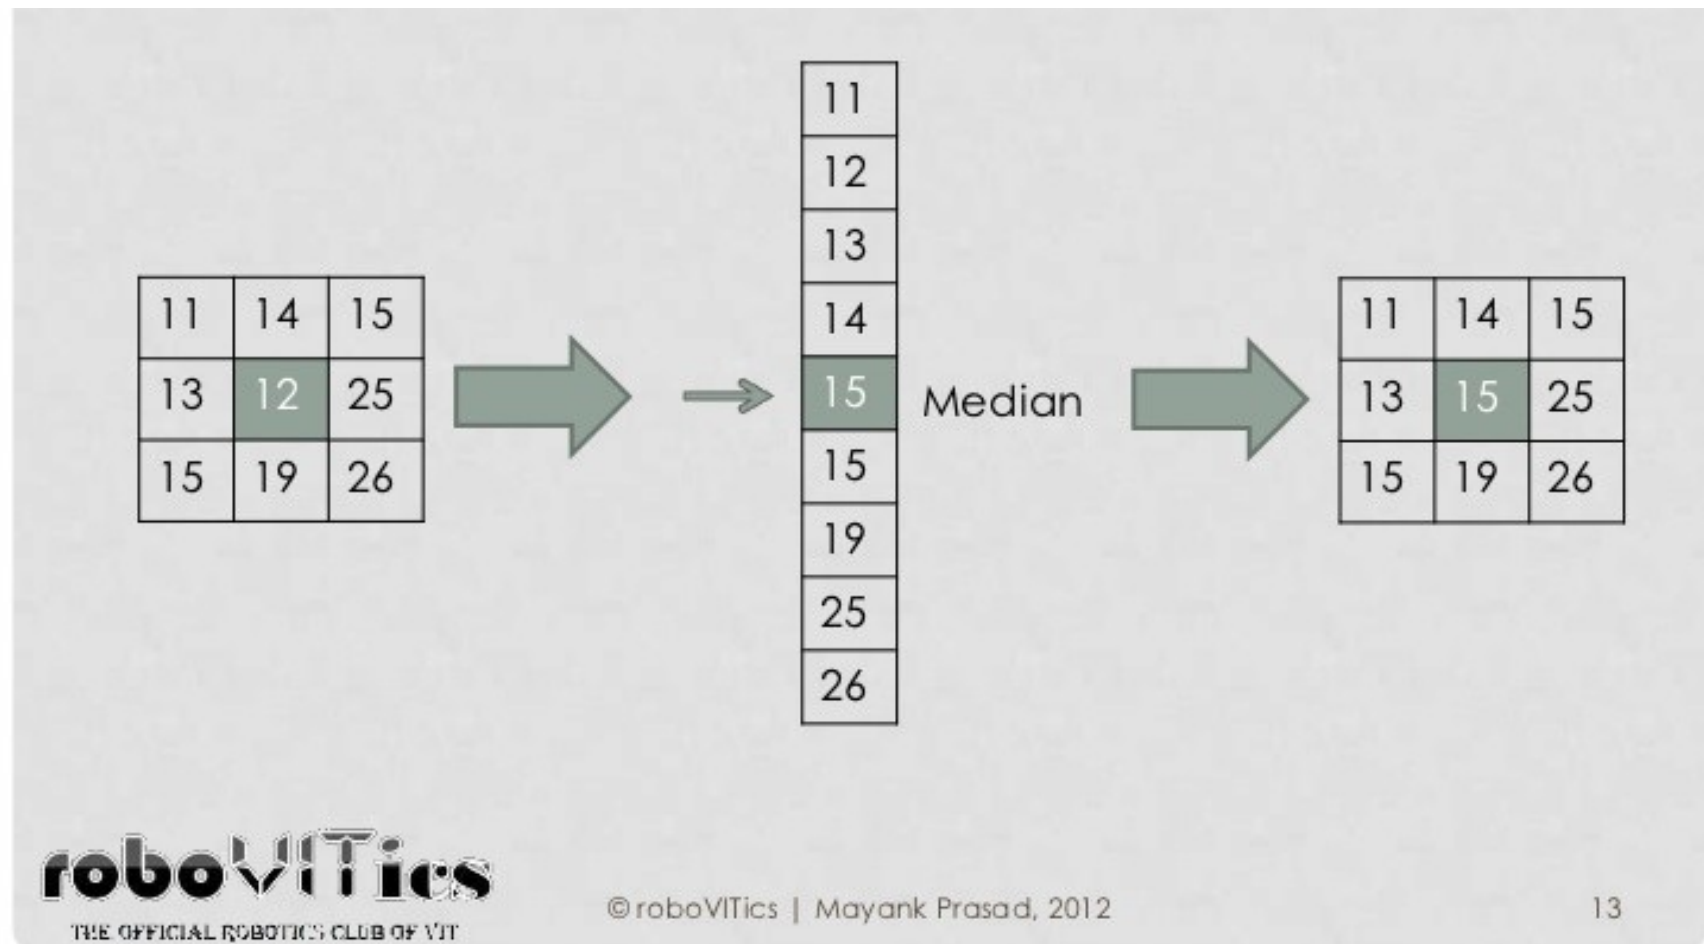 11 14 15
13 12 25
15 19 26
11
12
13
14
15 Median
15
19
25
26
11 14 15
13 15 25
15 19 26
roboVITics
THE OFFICIAL ROBOTICS CLUB OF VIT
© roboVITics | Mayank Prasad, 2012
13